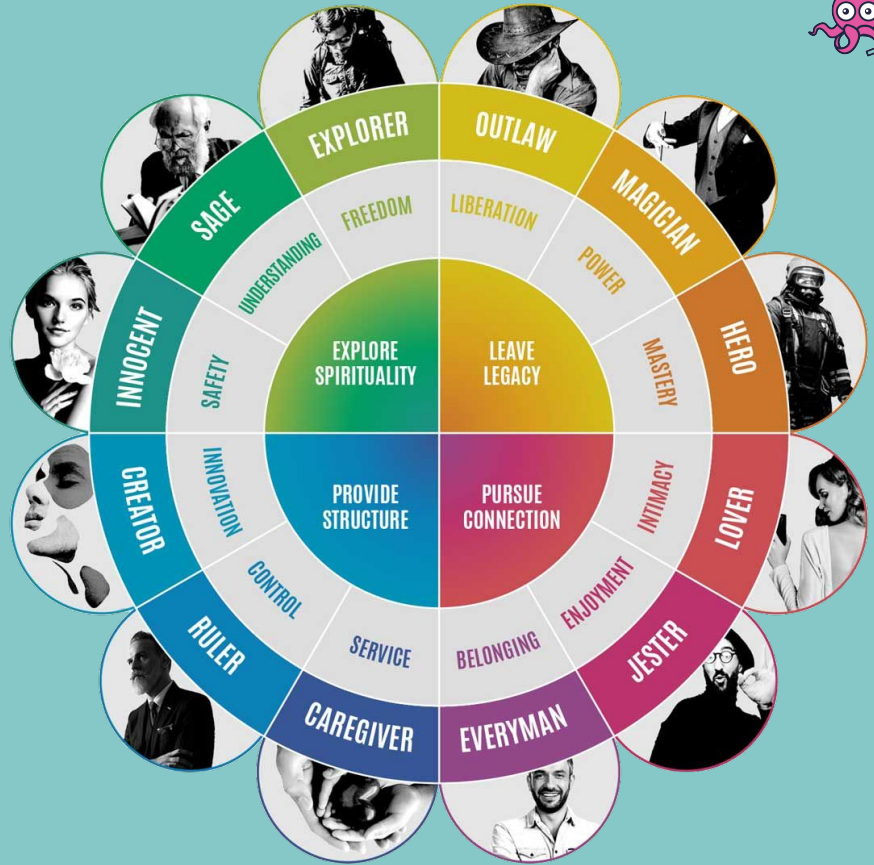 EXPLORER
OUTLAW
MAGICIAN
HERO
LOVER
JESTER
EVERYMAN
CAREGIVER
RULER
CREATOR
INNOCENT
SAGE
FREEDOM
LIBERATION
POWER
MASTERY
INTIMACY
ENJOYMENT
BELONGING
SERVICE
CONTROL
INNOVATION
SAFETY
UNDERSTANDING
EXPLORE
SPIRITUALITY
LEAVE
LEGACY
PROVIDE
STRUCTURE
PURSUE
CONNECTION